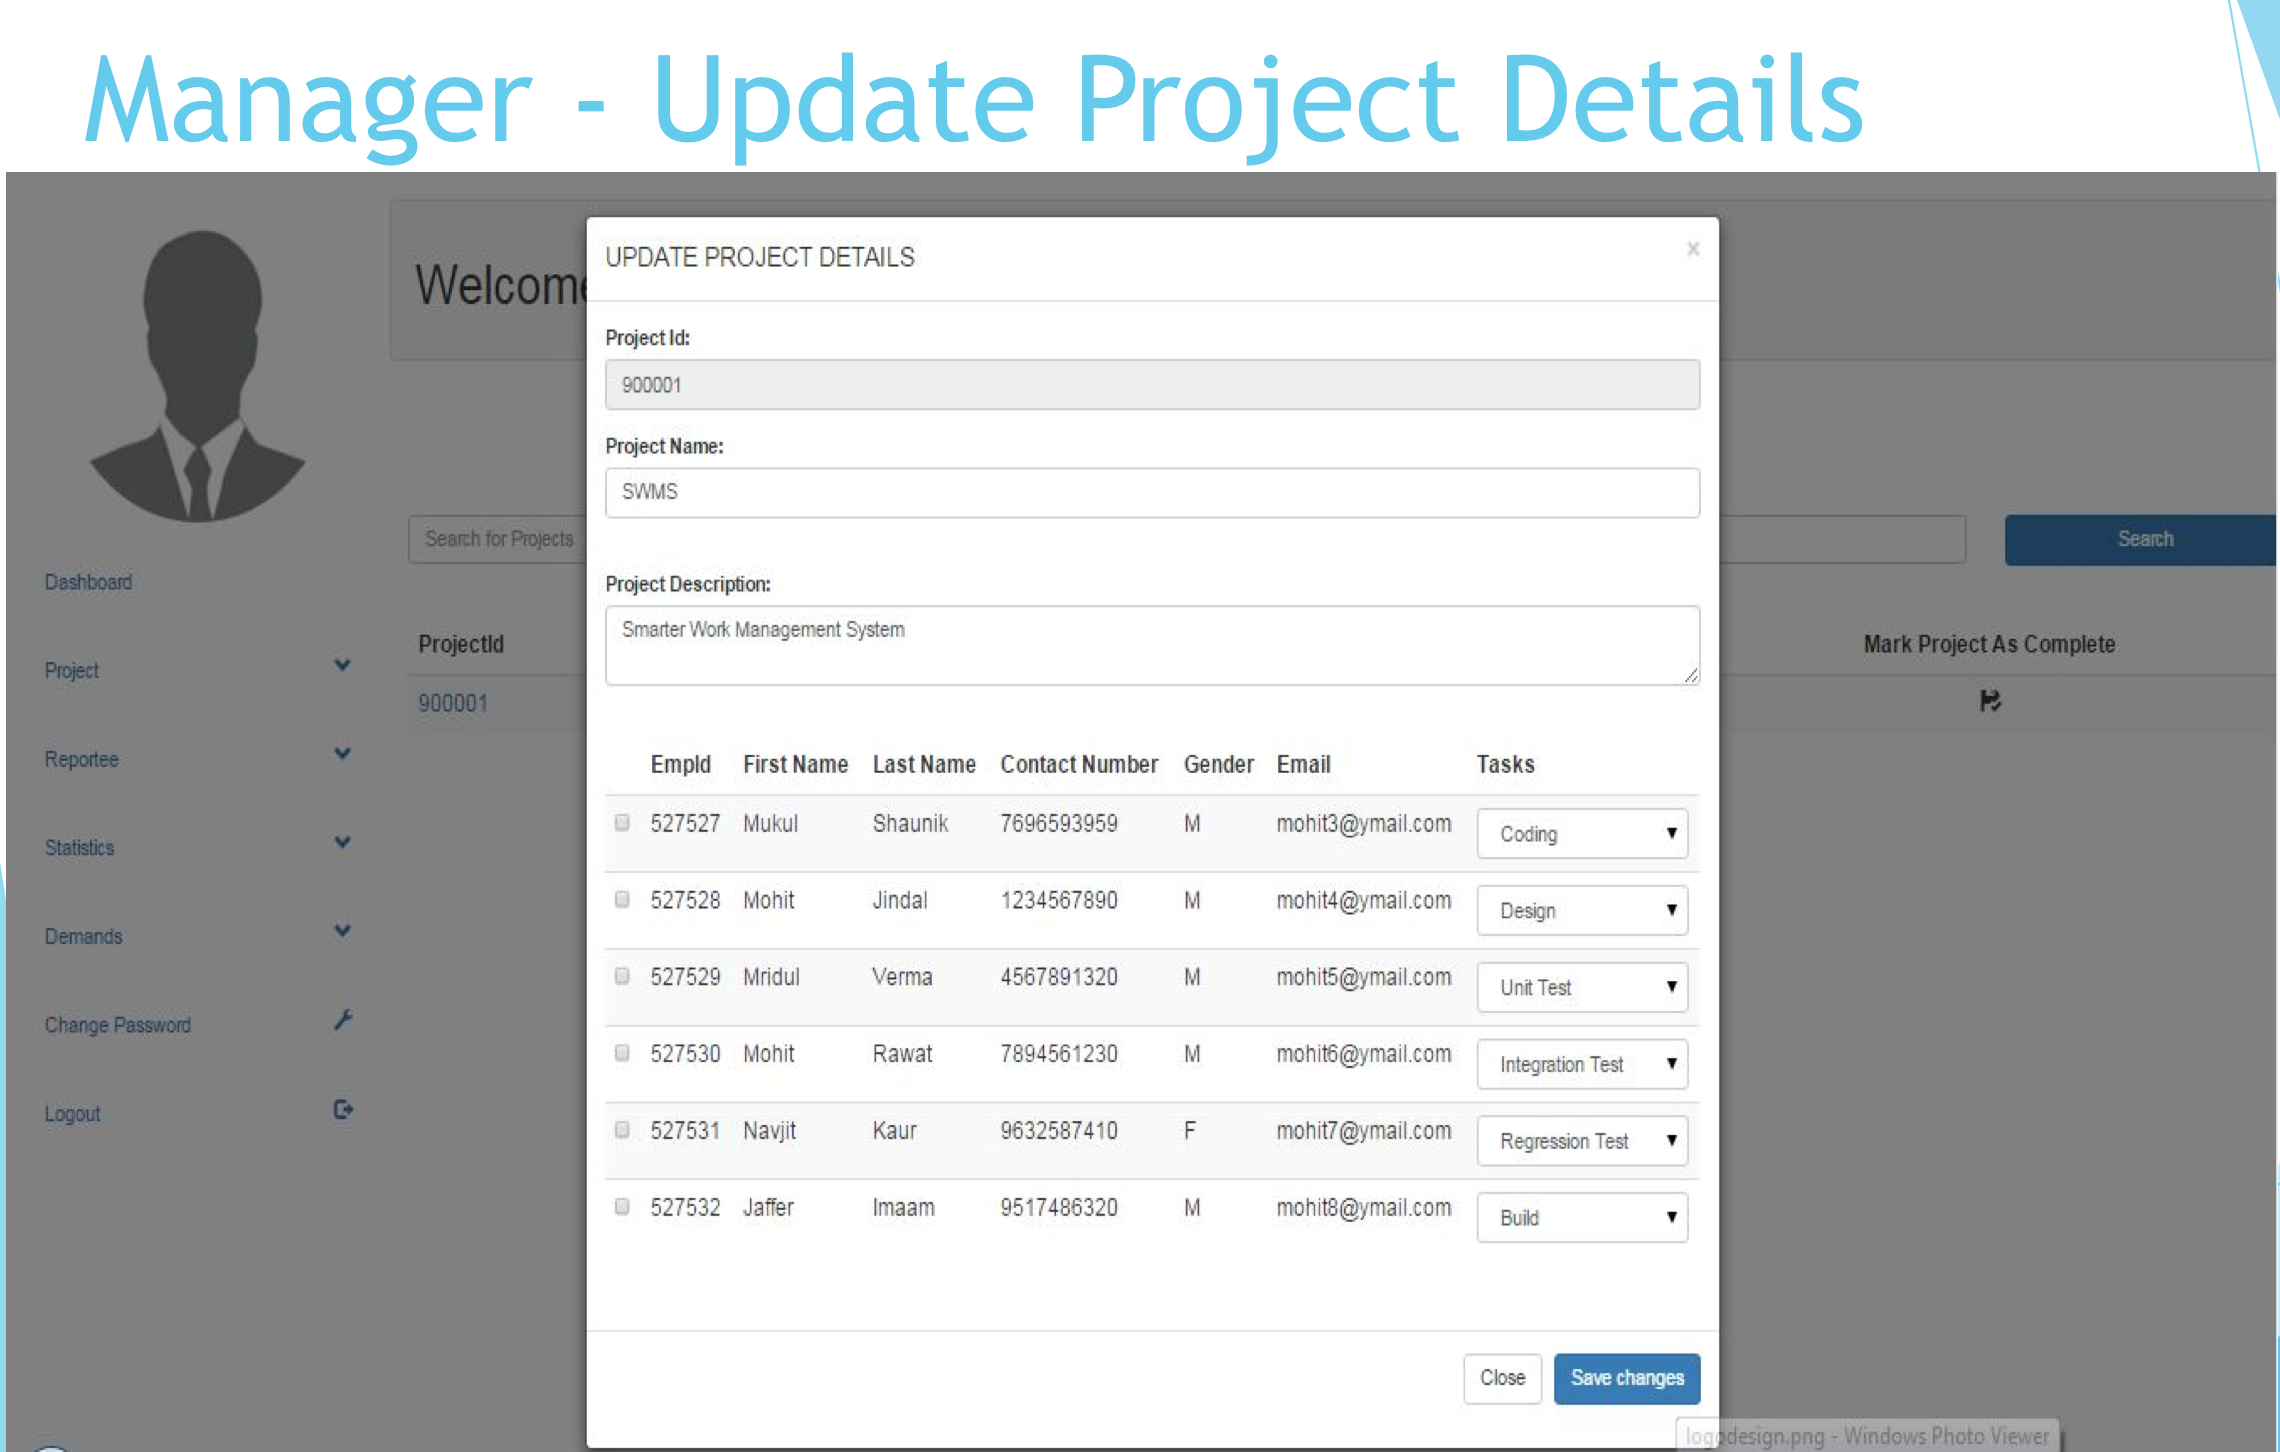 Manager - Update Project Details
Welcome
UPDATE PROJECT DETAILS
×
Project Id:
900001
Project Name:
SWMS
Search for Projects
Search
Project Description:
Smarter Work Management System
Dashboard
Project
Reportee
Statistics
Demands
Change Password
Logout
ProjectId
Mark Project As Complete
900001
EmpId First Name Last Name Contact Number Gender Email Tasks
527527 Mukul Shaunik 7696593959 M mohit3@ymail.com Coding
527528 Mohit Jindal 1234567890 M mohit4@ymail.com Design
527529 Mridul Verma 4567891320 M mohit5@ymail.com Unit Test
527530 Mohit Rawat 7894561230 M mohit6@ymail.com Integration Test
527531 Navjit Kaur 9632587410 F mohit7@ymail.com Regression Test
527532 Jaffer Imaam 9517486320 M mohit8@ymail.com Build
Close Save changes
logodesign.png - Windows Photo Viewer